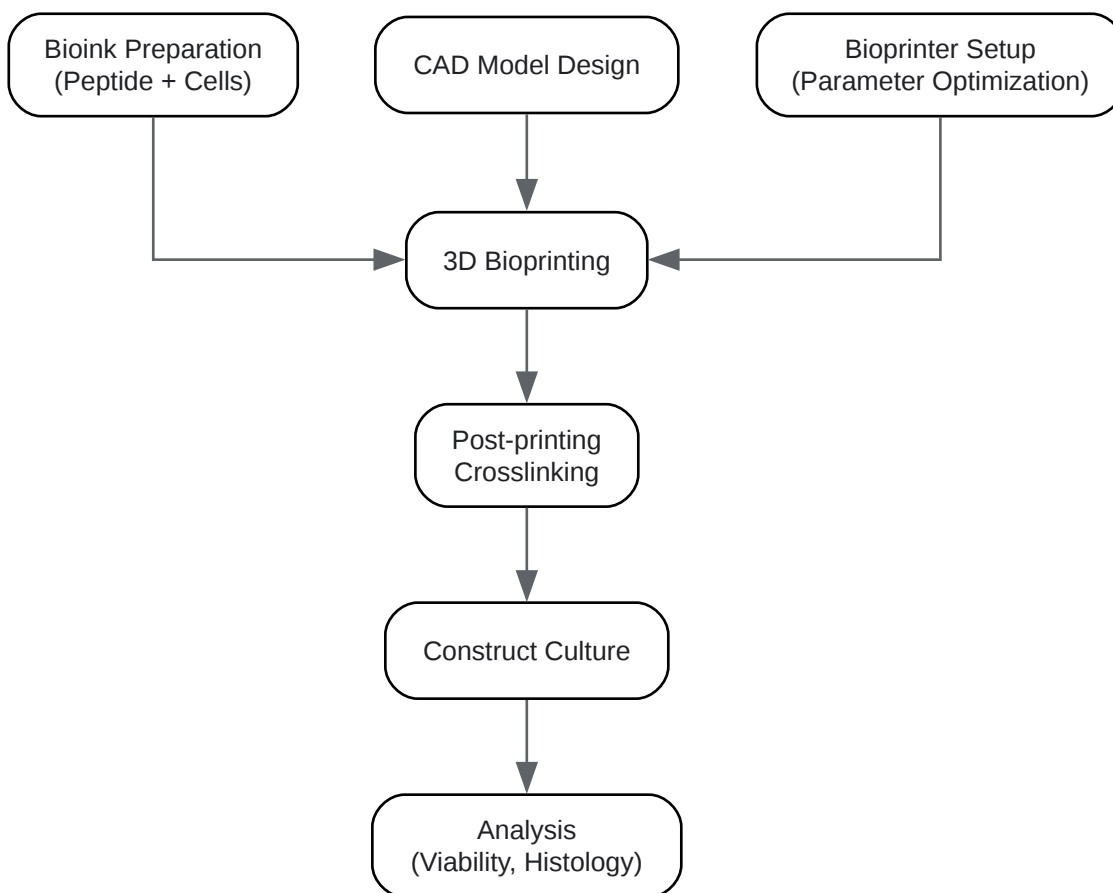 Bioink Preparation
(Peptide + Cells)
CAD Model Design
Bioprinter Setup
(Parameter Optimization)
3D Bioprinting
Post-printing
Crosslinking
Construct Culture
Analysis
(Viability, Histology)